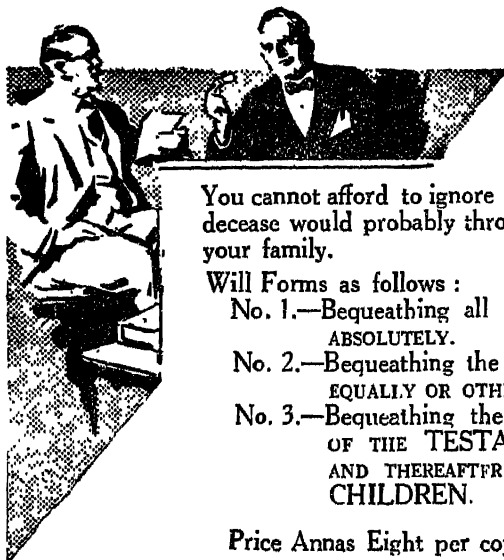 You cannot afford to ignore
decease would probably thro
your family.
Will Forms as follows :
No. 1.—Bequeathing all
ABSOLUTELY.
No. 2.—Bequeathing the
EQUALLY OR OTH
No. 3.—Bequeathing the
OF THE TESTA
AND THEREAFTER
CHILDREN.
Price Annas Eight per co